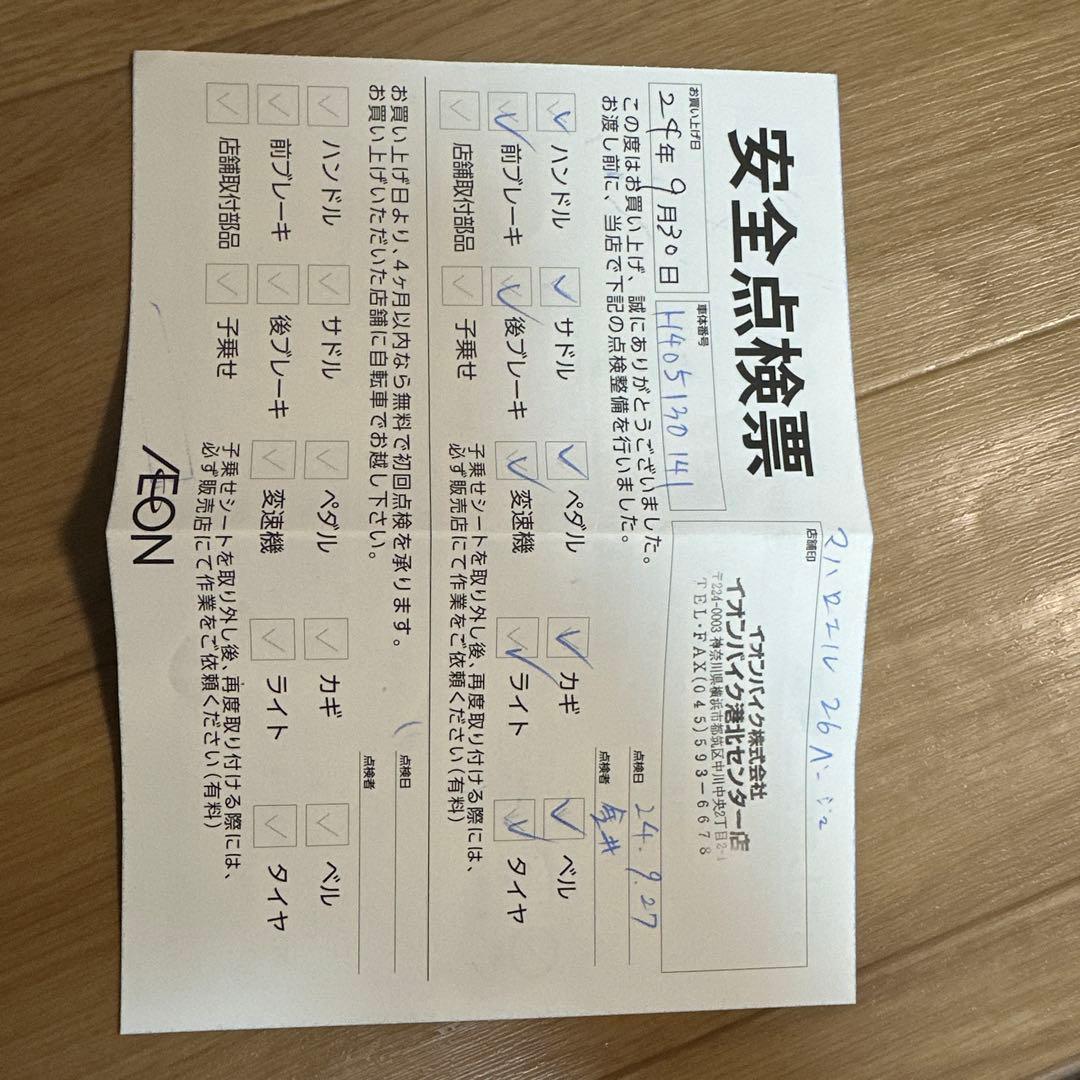 マハロエール 26 ベージュ
安全点検票
店舗印
イオンバイク株式会社
イオンバイク港北センター店
〒224-0003 神奈川県横浜市都筑区中川中央2丁目2-1
TEL・FAX(045)593-6678
お買い上げ日
24年 9月30日
車体番号
H405130141
この度はお買い上げ、誠にありがとうございました。
お渡し前に、当店で下記の点検整備を行いました。
点検日 24.9.27
点検者 金井
ハンドル サドル ペダル カギ ベル
前ブレーキ 後ブレーキ 変速機 ライト タイヤ
店舗取付部品 子乗せ
子乗せシートを取り外し後、再度取り付ける際には、
必ず販売店にて作業をご依頼ください(有料)
お買い上げ日より、4ヶ月以内なら無料で初回点検を承ります。
お買い上げいただいた店舗に自転車でお越し下さい。
点検日
点検者
ハンドル サドル ペダル カギ ベル
前ブレーキ 後ブレーキ 変速機 ライト タイヤ
店舗取付部品 子乗せ
子乗せシートを取り外し後、再度取り付ける際には、
必ず販売店にて作業をご依頼ください(有料)
ÆON